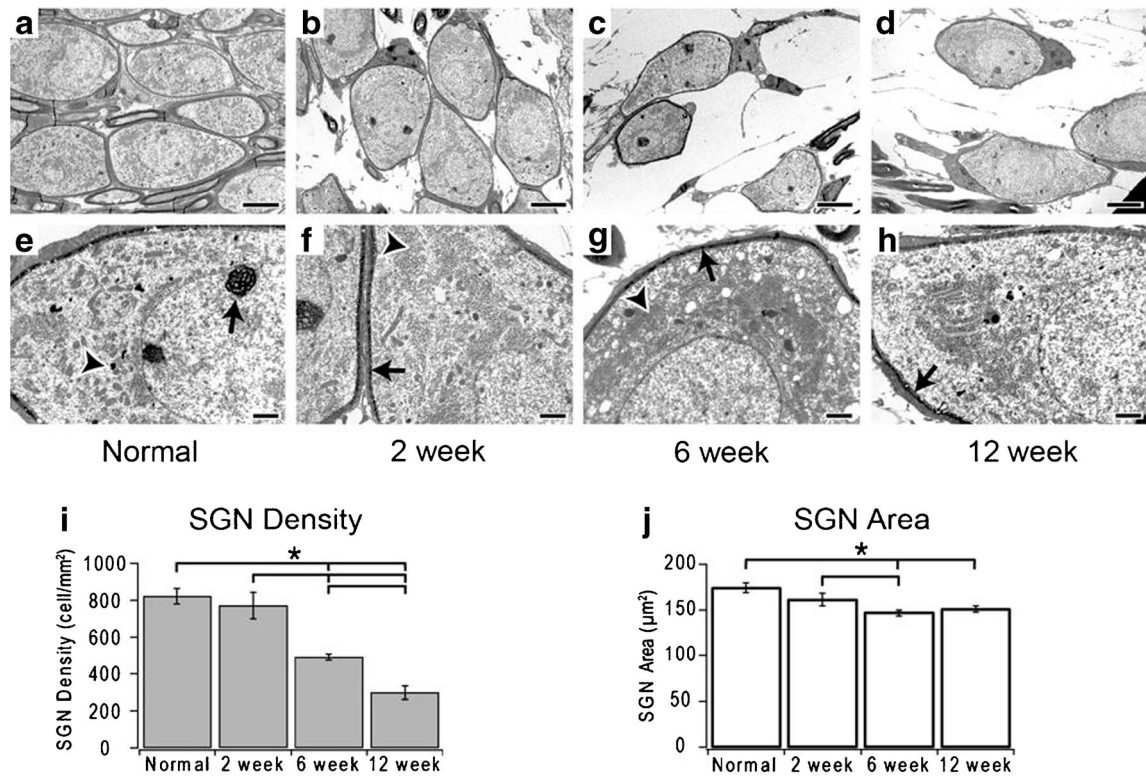 a b c d
e f g h
Normal 2 week 6 week 12 week
i SGN Density
*
SGN Density (cell/mm²)
1000
800
600
400
200
0
Normal 2 week 6 week 12 week
j SGN Area
*
SGN Area (µm²)
200
150
100
50
0
Normal 2 week 6 week 12 week